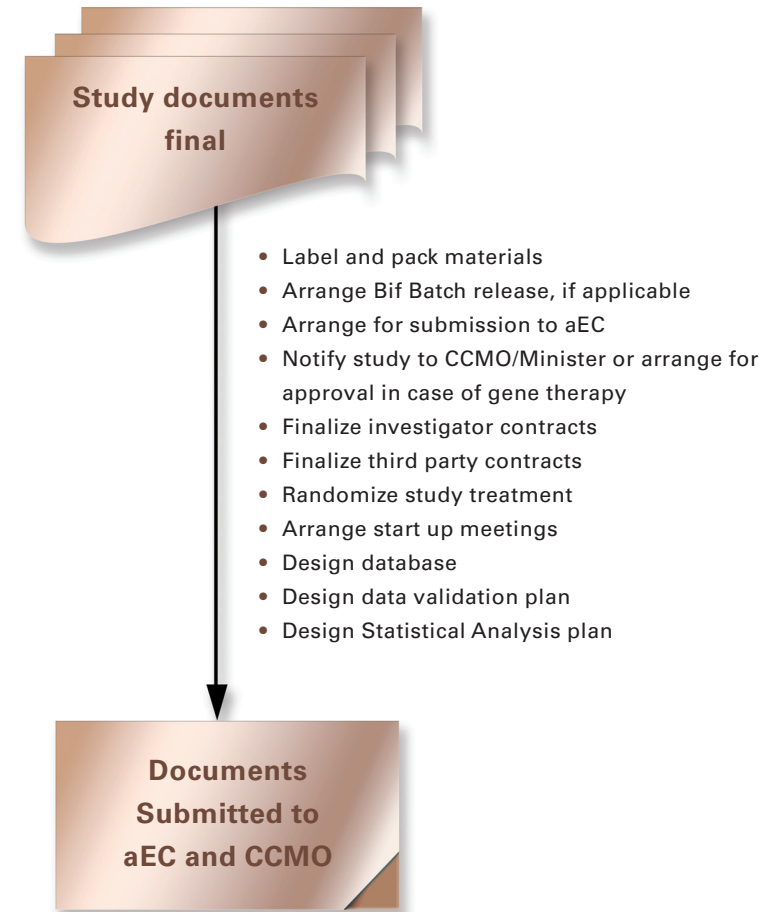 Study documents
final
• Label and pack materials
• Arrange Bif Batch release, if applicable
• Arrange for submission to aEC
• Notify study to CCMO/Minister or arrange for
approval in case of gene therapy
• Finalize investigator contracts
• Finalize third party contracts
• Randomize study treatment
• Arrange start up meetings
• Design database
• Design data validation plan
• Design Statistical Analysis plan
Documents
Submitted to
aEC and CCMO